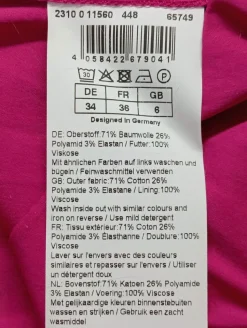 2310 0 11560 448 65749
4 058422 679041
30
DE FR GB
34 36 6
Designed in Germany
DE: Oberstoff:71% Baumwolle 26%
Polyamid 3% Elastan / Futter:100%
Viskose
Mit ähnlichen Farben auf links waschen und
bügeln / Feinwaschmittel verwenden
GB: Outer fabric:71% Coton 26%
Polyamide 3% Elastane / Lining:100%
Viscose
Wash inside out with similar colours and
iron on reverse / Use mild detergent
FR: Tissu extérieur:71% Coton 26%
Polyamide 3% Élasthanne / Doublure:100%
Viscose
Laver sur l'envers avec des couleurs
similaires et repasser sur l'envers / Utiliser
un détergent doux
NL: Bovenstof:71% Katoen 26% Polyamide
3% Elastan / Voering:100% Viscose
Met gelijkaardige kleuren binnenstebuiten
wassen en strijken / Gebruik een zacht
wasmiddel